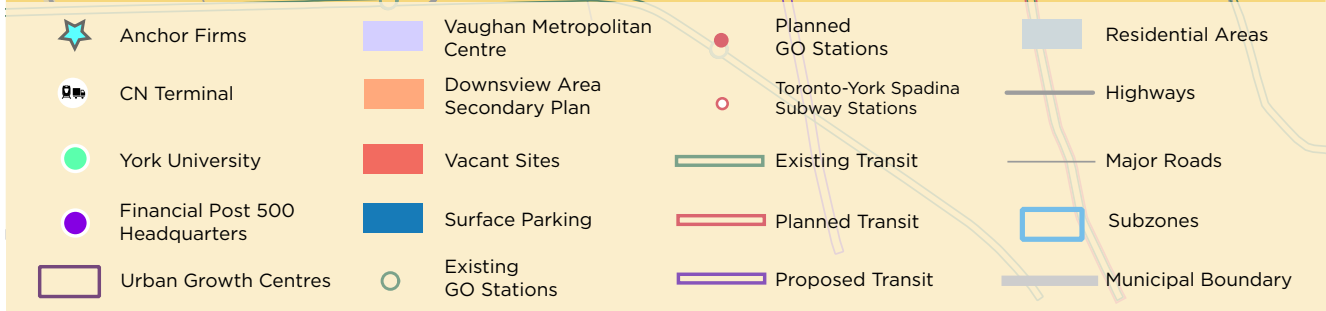 Anchor Firms
CN Terminal
York University
Financial Post 500
Headquarters
Urban Growth Centres
Vaughan Metropolitan
Centre
Downsview Area
Secondary Plan
Vacant Sites
Surface Parking
Existing
GO Stations
Planned
GO Stations
Toronto-York Spadina
Subway Stations
Existing Transit
Planned Transit
Proposed Transit
Residential Areas
Highways
Major Roads
Subzones
Municipal Boundary